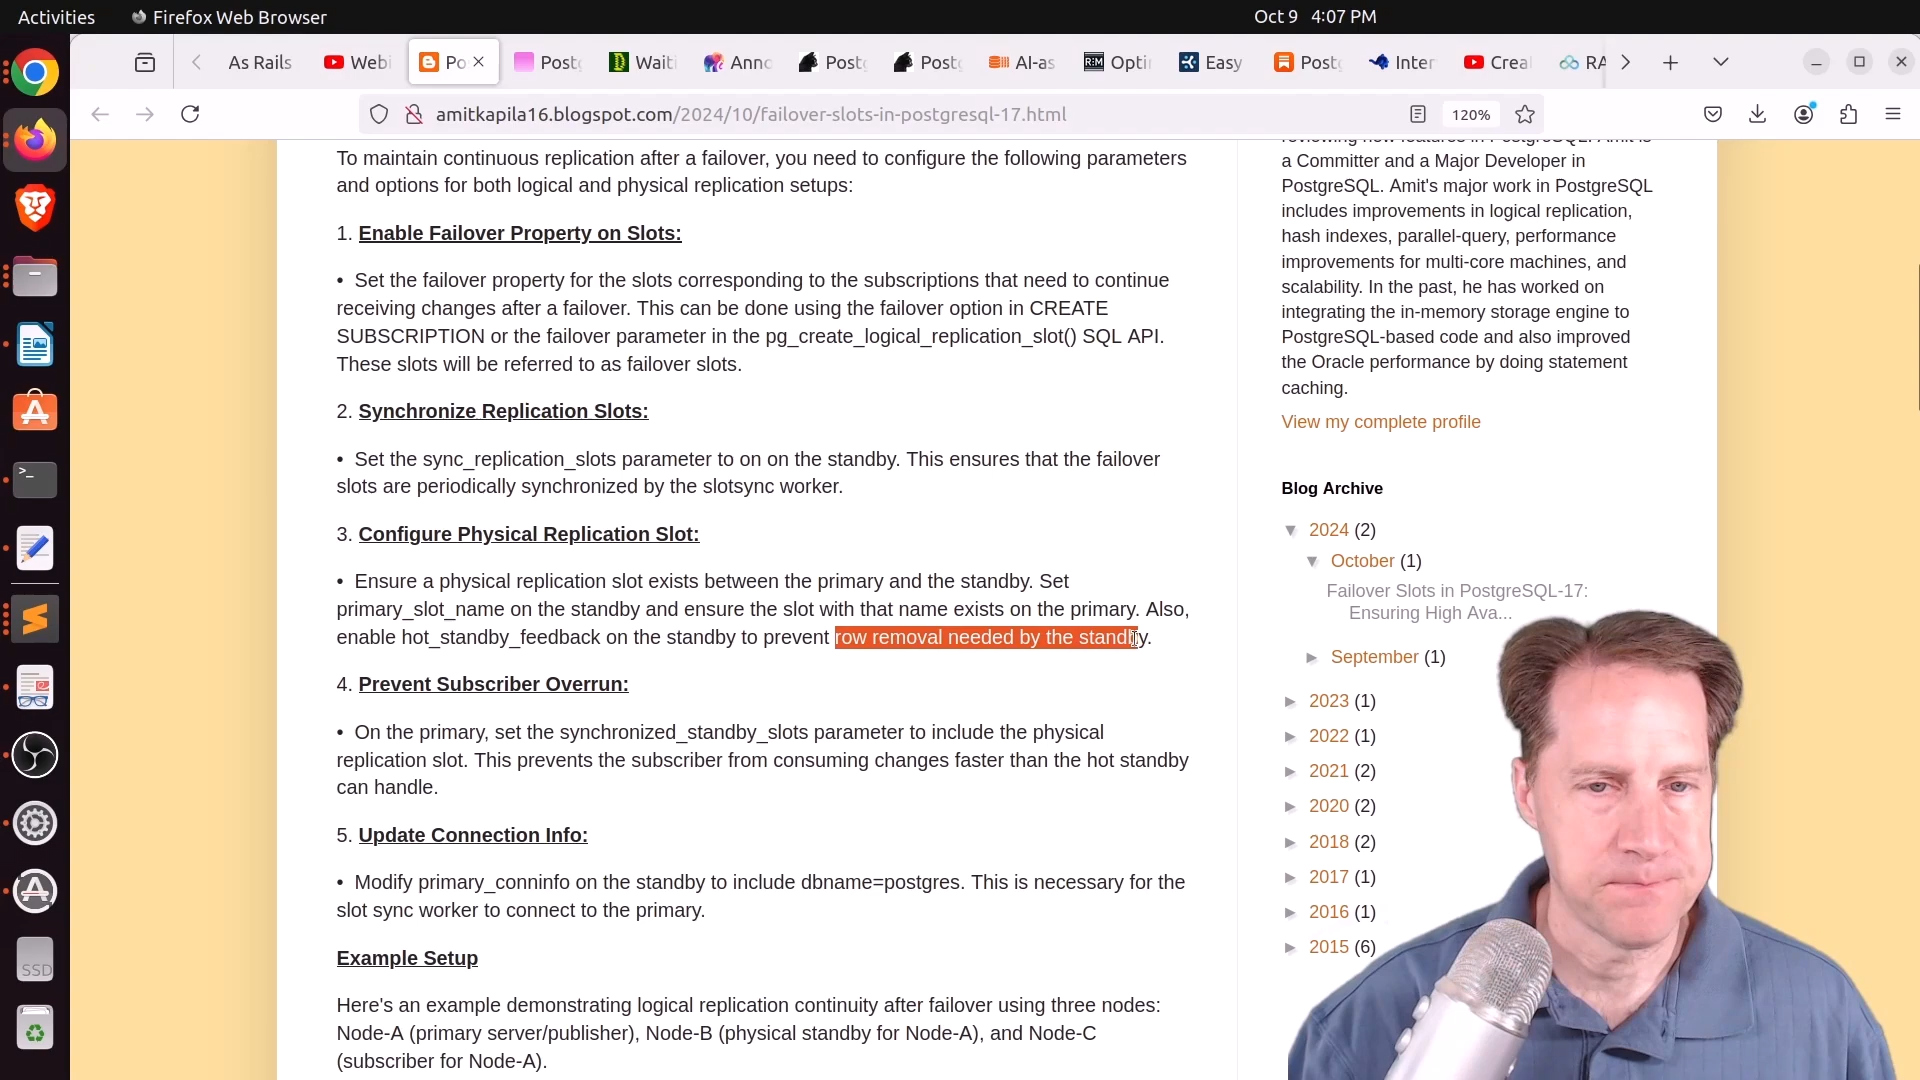 Activities
Firefox Web Browser
Oct 9 4:07 PM
As Rails
Webi
Po
Postg
Waiti
Anno
Postg
Postg
AI-as
Opti
Easy
Postg
Inter
Creat
RA
amitkapila16.blogspot.com/2024/10/failover-slots-in-postgresql-17.html
120%
To maintain continuous replication after a failover, you need to configure the following parameters
and options for both logical and physical replication setups:
1. Enable Failover Property on Slots:
• Set the failover property for the slots corresponding to the subscriptions that need to continue
receiving changes after a failover. This can be done using the failover option in CREATE
SUBSCRIPTION or the failover parameter in the pg_create_logical_replication_slot() SQL API.
These slots will be referred to as failover slots.
2. Synchronize Replication Slots:
• Set the sync_replication_slots parameter to on on the standby. This ensures that the failover
slots are periodically synchronized by the slotsync worker.
3. Configure Physical Replication Slot:
• Ensure a physical replication slot exists between the primary and the standby. Set
primary_slot_name on the standby and ensure the slot with that name exists on the primary. Also,
enable hot_standby_feedback on the standby to prevent row removal needed by the standby.
4. Prevent Subscriber Overrun:
• On the primary, set the synchronized_standby_slots parameter to include the physical
replication slot. This prevents the subscriber from consuming changes faster than the hot standby
can handle.
5. Update Connection Info:
• Modify primary_conninfo on the standby to include dbname=postgres. This is necessary for the
slot sync worker to connect to the primary.
Example Setup
Here's an example demonstrating logical replication continuity after failover using three nodes:
Node-A (primary server/publisher), Node-B (physical standby for Node-A), and Node-C
(subscriber for Node-A).
a Committer and a Major Developer in
PostgreSQL. Amit's major work in PostgreSQL
includes improvements in logical replication,
hash indexes, parallel-query, performance
improvements for multi-core machines, and
scalability. In the past, he has worked on
integrating the in-memory storage engine to
PostgreSQL-based code and also improved
the Oracle performance by doing statement
caching.
View my complete profile
Blog Archive
▼ 2024 (2)
▼ October (1)
Failover Slots in PostgreSQL-17:
Ensuring High Ava...
► September (1)
► 2023 (1)
► 2022 (1)
► 2021 (2)
► 2020 (2)
► 2018 (2)
► 2017 (1)
► 2016 (1)
► 2015 (6)
SSD